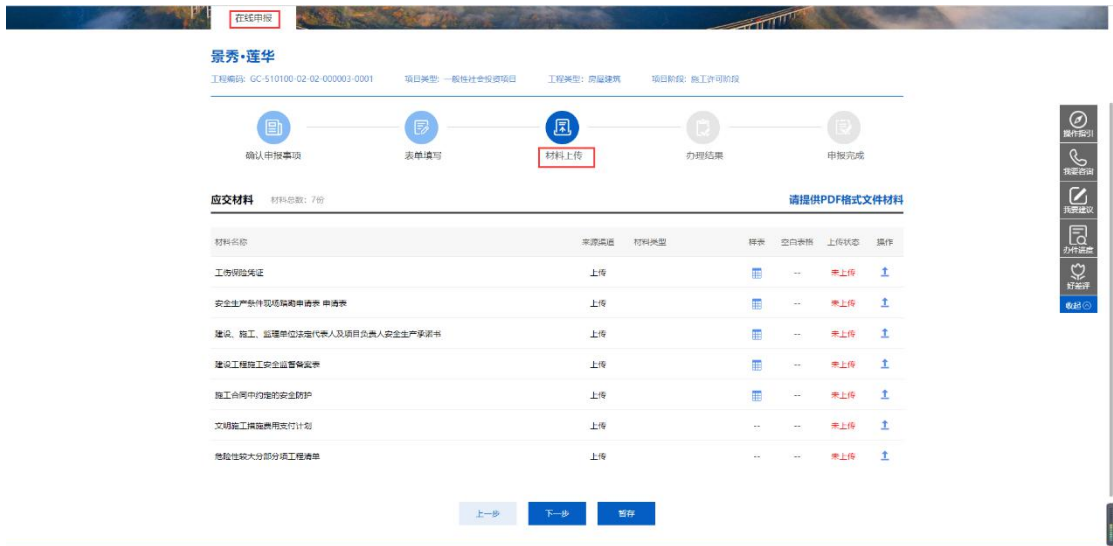 在线申报
景秀·莲华
工程编码: GC-510100-02-02-000003-0001 项目类型: 一般性社会投资项目 工程类型: 房屋建筑 项目阶段: 施工许可阶段
确认申报事项 表单填写 材料上传 办理结果 申报完成
应交材料 材料总数: 7份 请提供PDF格式文件材料
材料名称 来源渠道 材料类型 样表 空白表格 上传状态 操作
工伤保险凭证 上传 -- 未上传
安全生产条件现场踏勘申请表 申请表 上传 -- 未上传
建设、施工、监理单位法定代表人及项目负责人安全生产承诺书 上传 -- 未上传
建设工程施工安全监督备案表 上传 -- 未上传
施工合同中约定的安全防护 上传 -- 未上传
文明施工措施费用支付计划 上传 -- -- 未上传
危险性较大分部分项工程清单 上传 -- -- 未上传
上一步 下一步 暂存
操作指引
我要咨询
我要建议
办件进度
好差评
收起